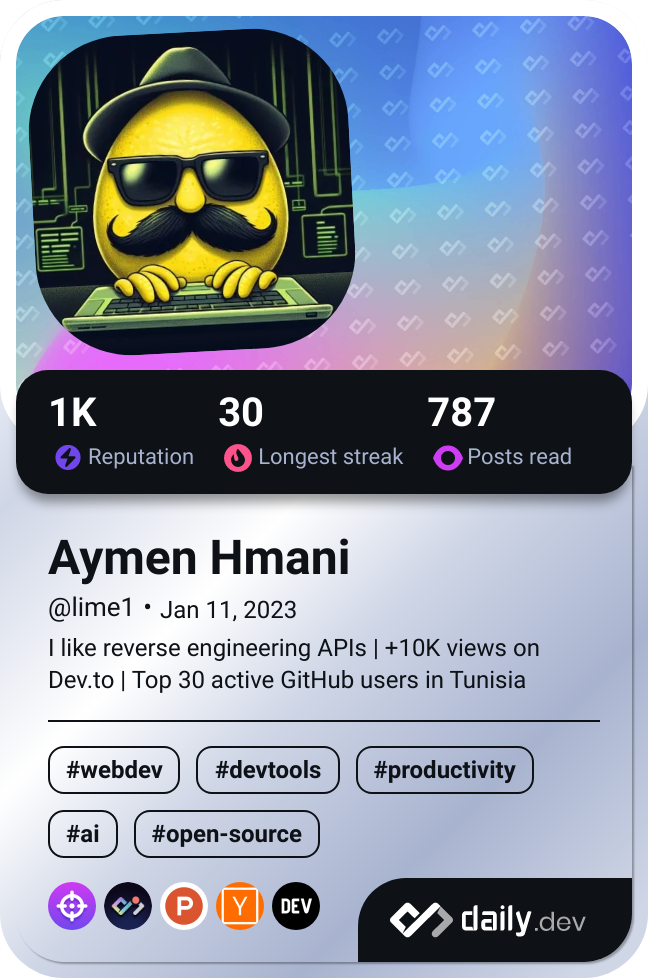 1K 30 787
Reputation Longest streak Posts read
Aymen Hmani
@lime1 • Jan 11, 2023
I like reverse engineering APIs | +10K views on
Dev.to | Top 30 active GitHub users in Tunisia
#webdev #devtools #productivity
#ai #open-source
P Y DEV
daily.dev